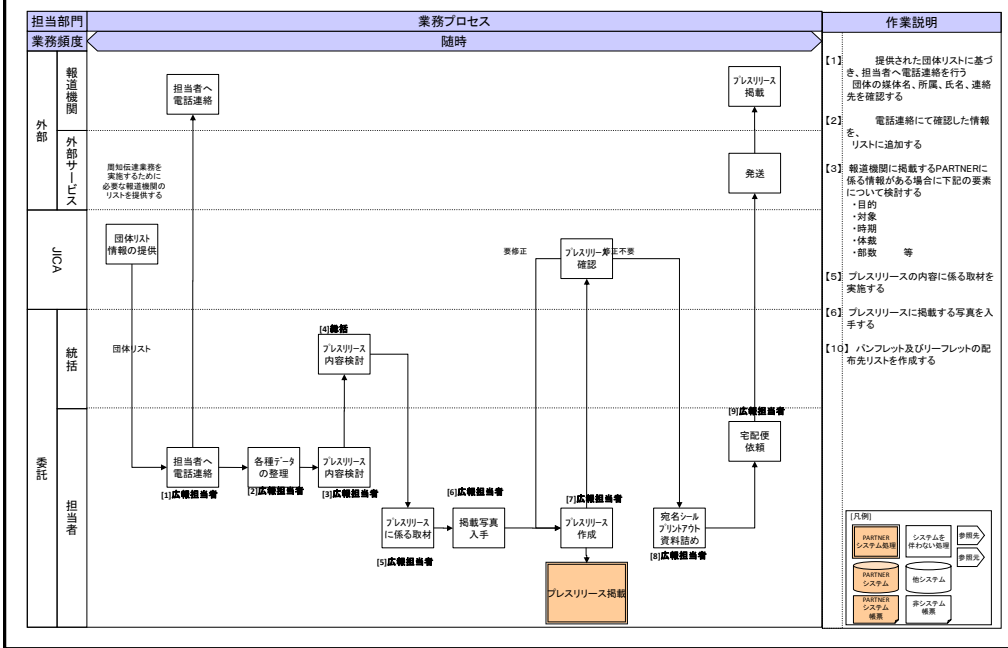 担当部門
業務プロセス
作業説明
業務頻度
随時
外部
報道機関
外部サービス
JICA
委託
統括
担当者
担当者へ
電話連絡
プレスリリース
掲載
発送
周知伝達業務を
実施するために
必要な報道機関の
リストを提供する
団体リスト
情報の提供
要修正
プレスリリース
確認
修正不要
団体リスト
[4]総括
プレスリリース
内容検討
担当者へ
電話連絡
[1]広報担当者
各種データ
の整理
[2]広報担当者
プレスリリース
内容検討
[3]広報担当者
プレスリリース
に係る取材
[5]広報担当者
[6]広報担当者
掲載写真
入手
[7]広報担当者
プレスリリース
作成
プレスリリース掲載
宛名シール
プリントアウト
資料詰め
[8]広報担当者
[9]広報担当者
宅配便
依頼
【1】 提供された団体リストに基づ
き、担当者へ電話連絡を行う
団体の媒体名、所属、氏名、連絡
先を確認する
【2】 電話連絡にて確認した情報
を、
リストに追加する
【3】 報道機関に掲載するPARTNERに
係る情報がある場合に下記の要素
について検討する
・目的
・対象
・時期
・体裁
・部数 等
【5】 プレスリリースの内容に係る取材を
実施する
【6】 プレスリリースに掲載する写真を入
手する
【10】 パンフレット及びリーフレットの配
布先リストを作成する
[凡例]
PARTNER
システム処理
システムを
伴わない処理
参照先
参照元
PARTNER
システム
他システム
PARTNER
システム
帳票
非システム
帳票